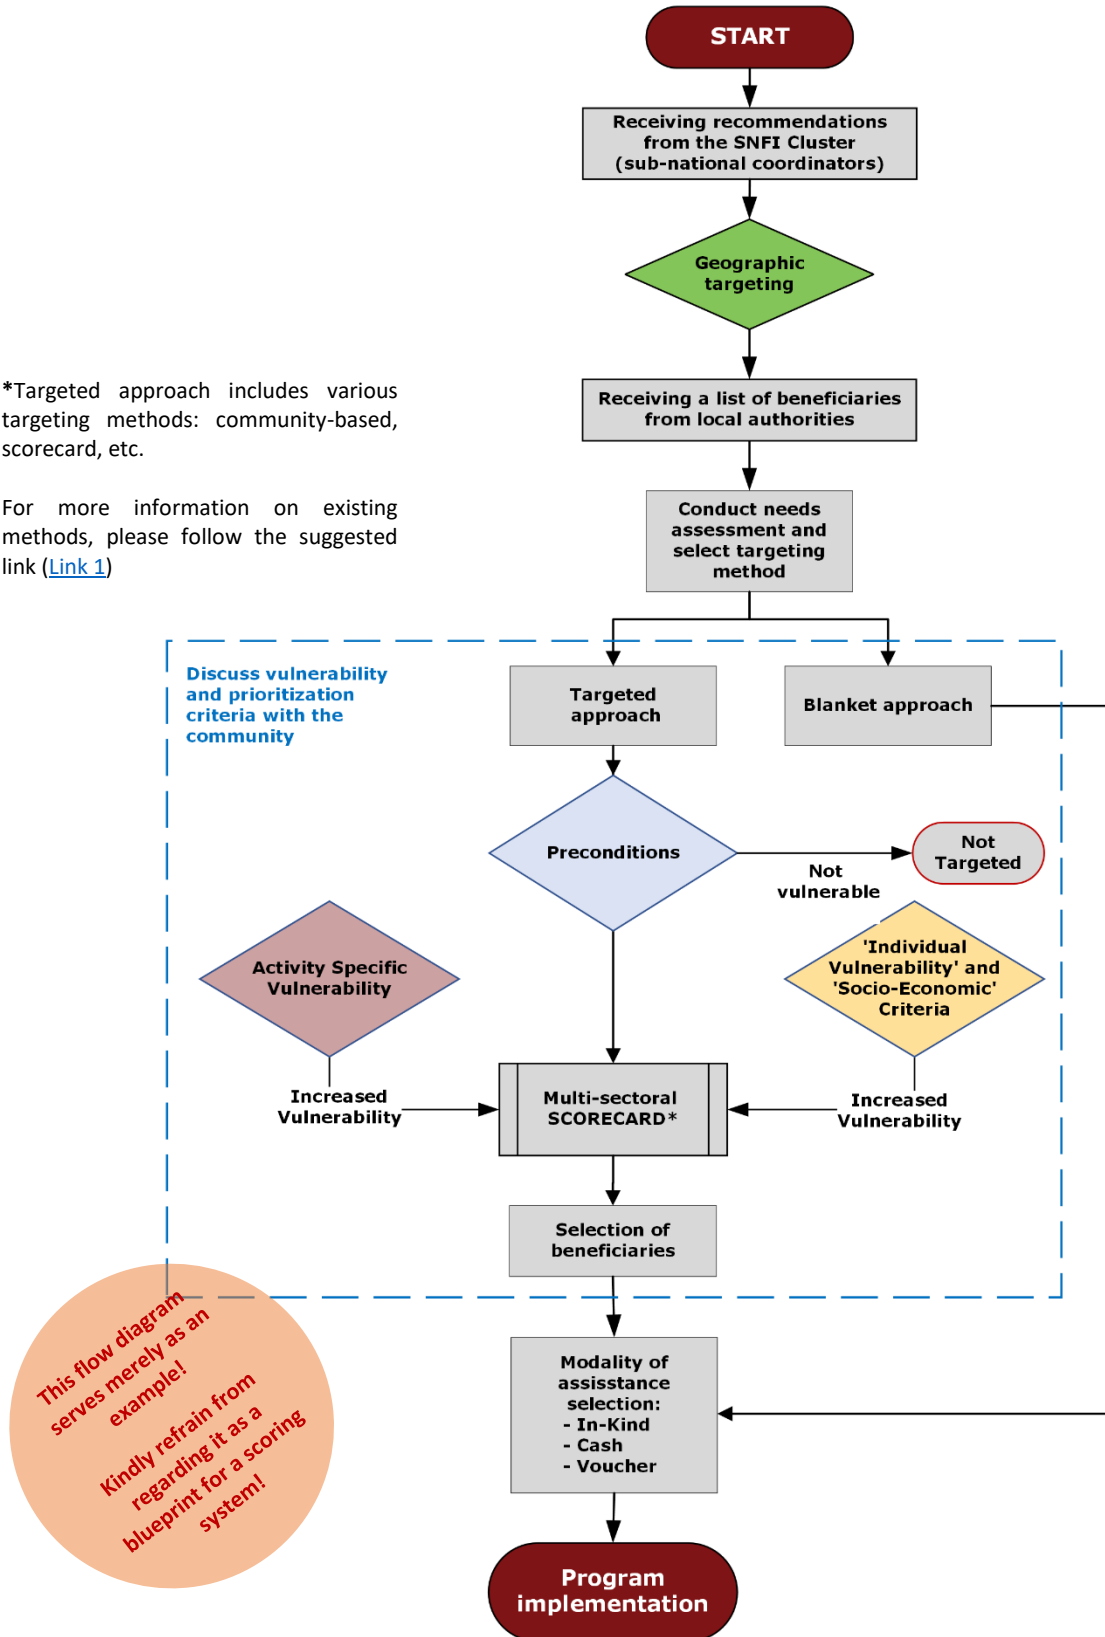 START
Receiving recommendations
from the SNFI Cluster
(sub-national coordinators)
Geographic
targeting
*Targeted approach includes various
targeting methods: community-based,
scorecard, etc.
For more information on existing
methods, please follow the suggested
link (Link 1)
Receiving a list of beneficiaries
from local authorities
Conduct needs
assessment and
select targeting
method
Discuss vulnerability
and prioritization
criteria with the
community
Targeted
approach
Blanket approach
Preconditions
Not
vulnerable
Not
Targeted
Activity Specific
Vulnerability
'Individual
Vulnerability' and
'Socio-Economic'
Criteria
Increased
Vulnerability
Multi-sectoral
SCORECARD*
Increased
Vulnerability
Selection of
beneficiaries
This flow diagram
serves merely as an
example!
Kindly refrain from
regarding it as a
blueprint for a scoring
system!
Modality of
assisstance
selection:
- In-Kind
- Cash
- Voucher
Program
implementation